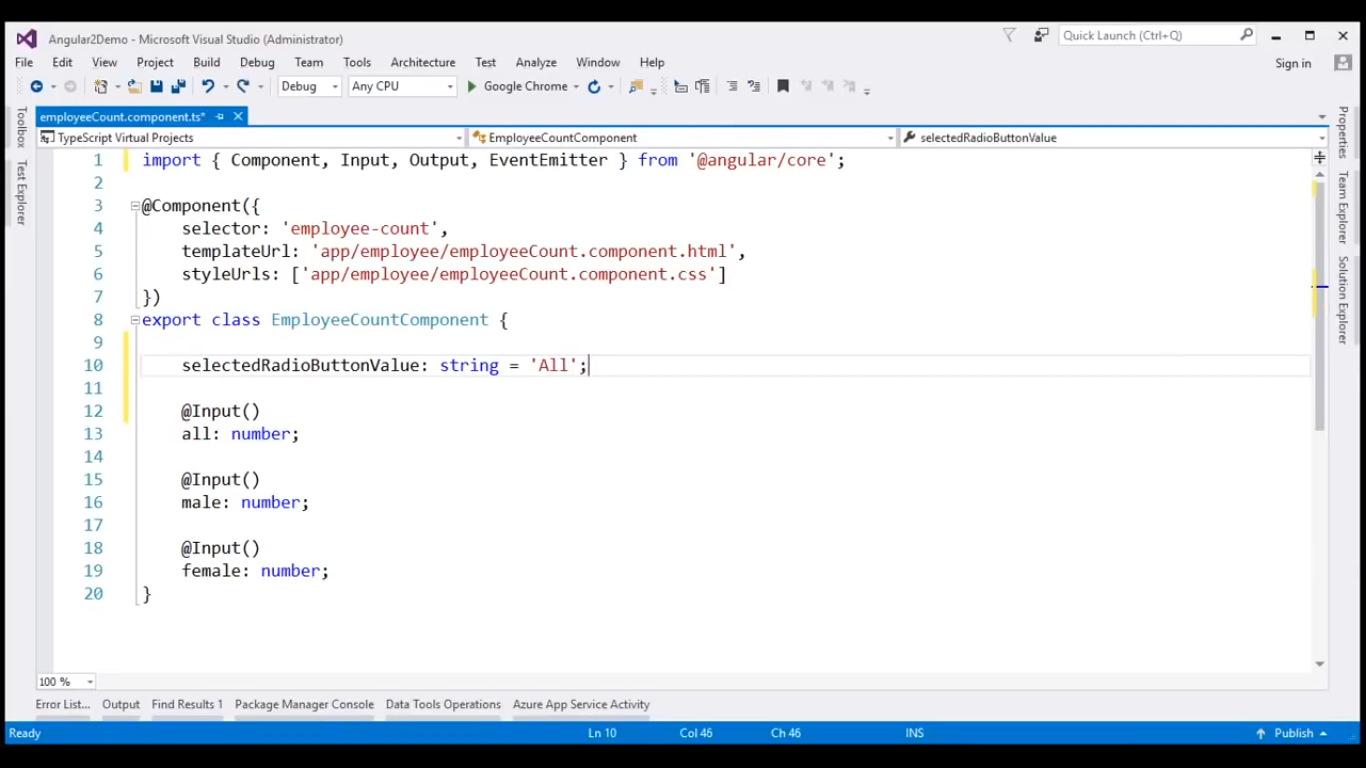 Angular2Demo - Microsoft Visual Studio (Administrator)
Quick Launch (Ctrl+Q)
File Edit View Project Build Debug Team Tools Architecture Test Analyze Window Help
Sign in
Debug Any CPU Google Chrome
employeeCount.component.ts*
TypeScript Virtual Projects EmployeeCountComponent selectedRadioButtonValue
Toolbox
Test Explorer
1 import { Component, Input, Output, EventEmitter } from '@angular/core';
2
3 @Component({
4 selector: 'employee-count',
5 templateUrl: 'app/employee/employeeCount.component.html',
6 styleUrls: ['app/employee/employeeCount.component.css']
7 })
8 export class EmployeeCountComponent {
9
10 selectedRadioButtonValue: string = 'All';
11
12 @Input()
13 all: number;
14
15 @Input()
16 male: number;
17
18 @Input()
19 female: number;
20 }
Properties
Team Explorer
Solution Explorer
100 %
Error List... Output Find Results 1 Package Manager Console Data Tools Operations Azure App Service Activity
Ready Ln 10 Col 46 Ch 46 INS Publish